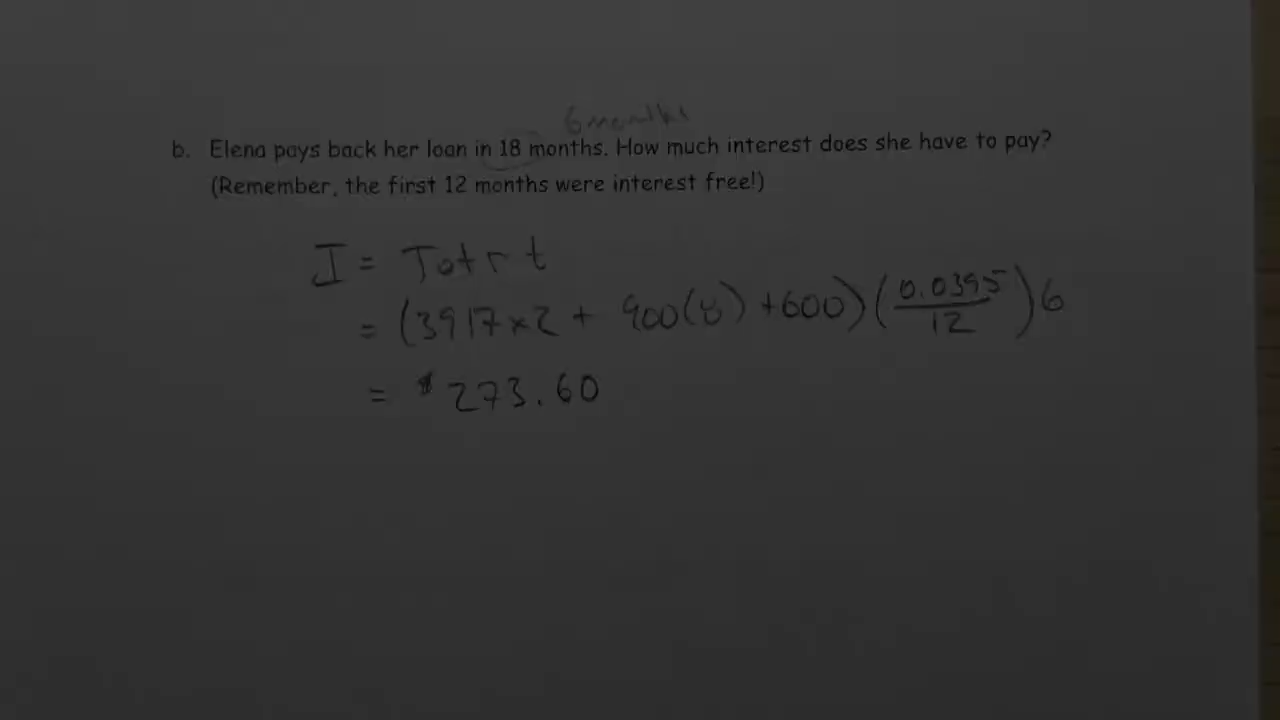 6 months
b. Elena pays back her loan in 18 months. How much interest does she have to pay?
(Remember, the first 12 months were interest free!)
I = Tot r t
= (3917 x 2 + 900(8) + 600) (0.0395/12) 6
= $273.60